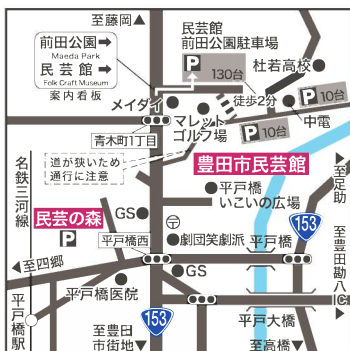 至藤岡▲
民芸館
前田公園駐車場
前田公園➡
Maeda Park
民芸館➡
Folk Craft Museum
案内看板
P
130台
杜若高校
メイダイ
徒歩2分
P
10台
マレット
ゴルフ場
中電
P
10台
青木町1丁目
道が狭いため
通行に注意
豊田市民芸館
名鉄三河線
平戸橋
いこいの広場
▶至足助
民芸の森
P
GS
〒
153
平戸橋西
劇団笑劇派
平戸橋
◀至四郷
GS
至豊田勘八IC▶
平戸橋医院
平戸橋駅
153
平戸大橋
至豊田
市街地▼
至高橋▼